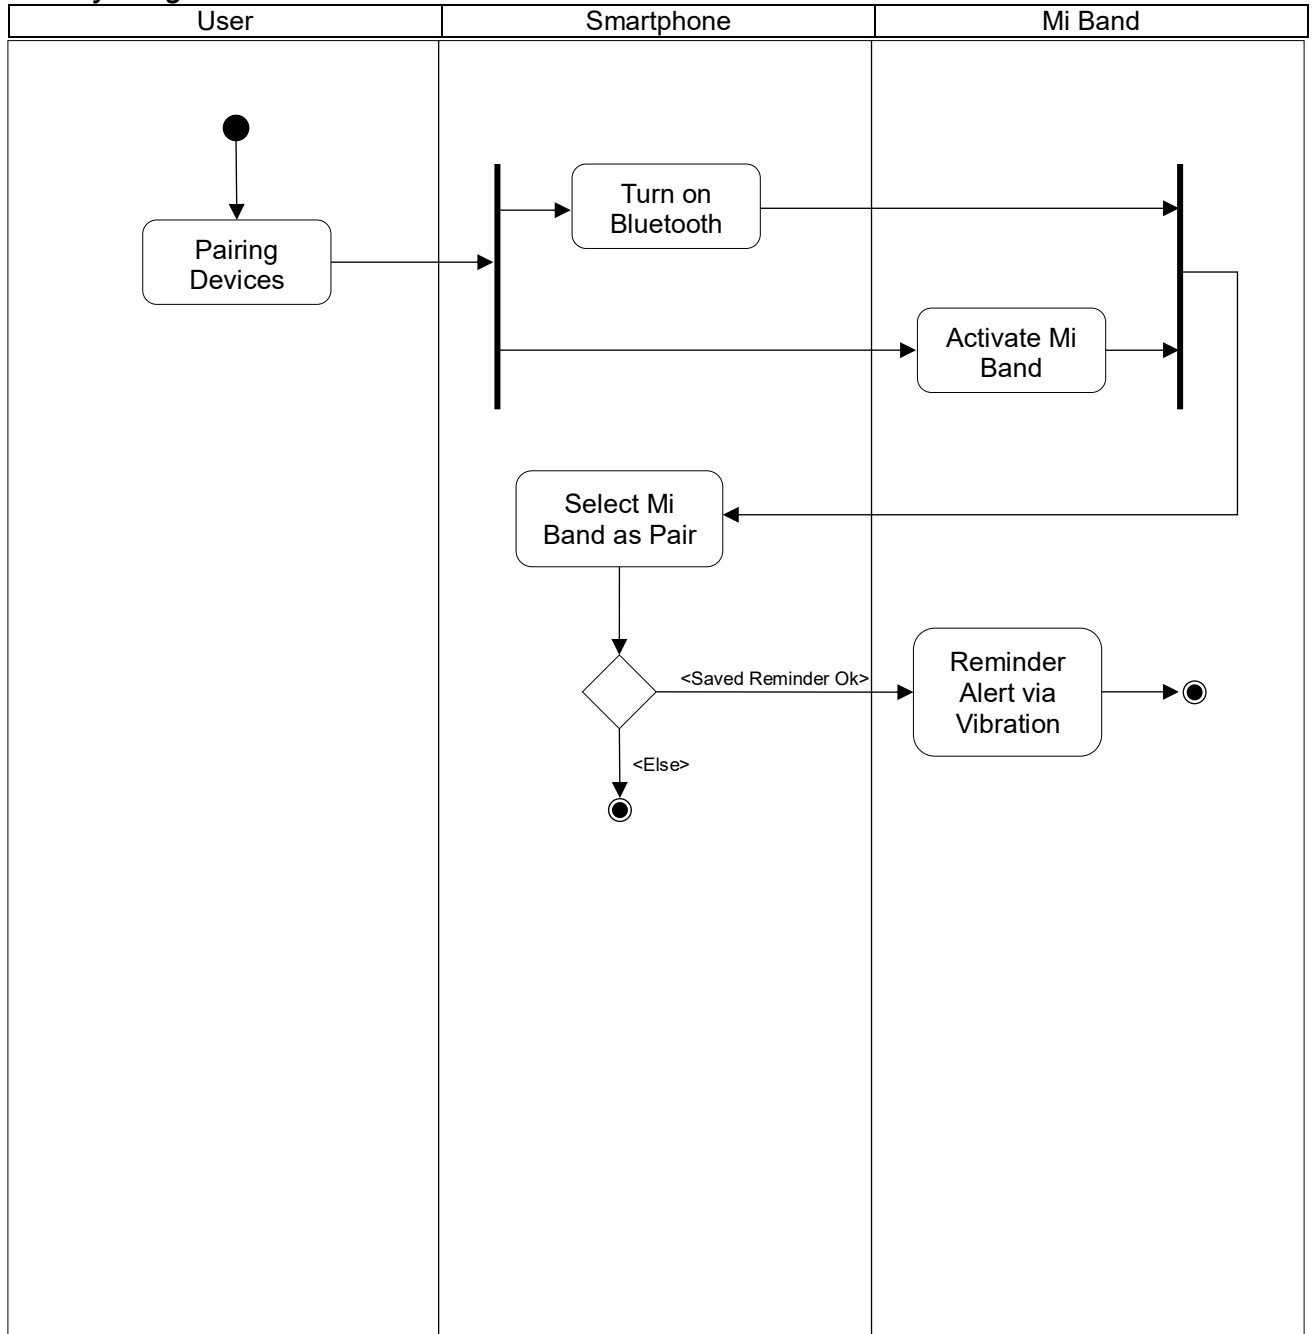 User
Smartphone
Mi Band
Turn on
Bluetooth
Pairing
Devices
Activate Mi
Band
Select Mi
Band as Pair
<Saved Reminder Ok>
Reminder
Alert via
Vibration
<Else>